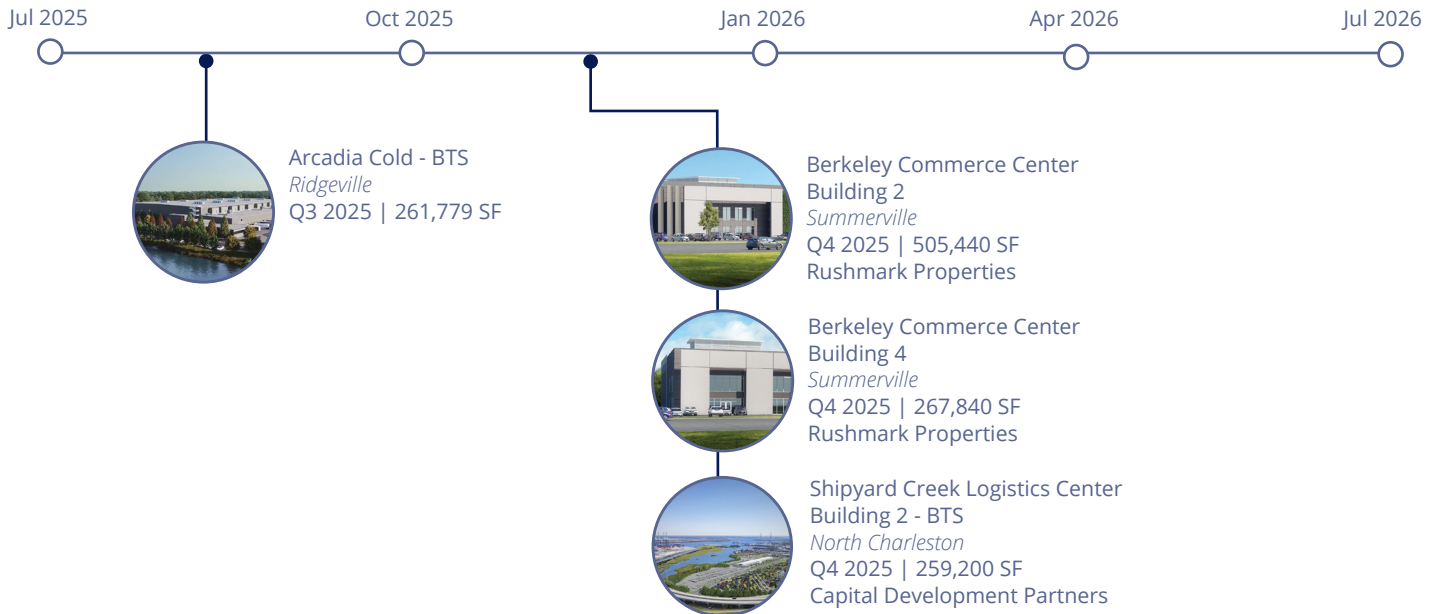 Jul 2025
Oct 2025
Jan 2026
Apr 2026
Jul 2026
Arcadia Cold - BTS
Ridgeville
Q3 2025 | 261,779 SF
Berkeley Commerce Center
Building 2
Summerville
Q4 2025 | 505,440 SF
Rushmark Properties
Berkeley Commerce Center
Building 4
Summerville
Q4 2025 | 267,840 SF
Rushmark Properties
Shipyard Creek Logistics Center
Building 2 - BTS
North Charleston
Q4 2025 | 259,200 SF
Capital Development Partners